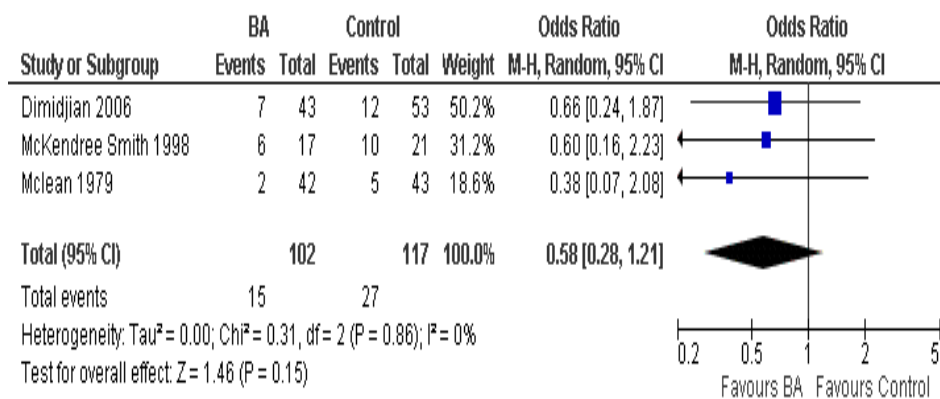 BA Control Odds Ratio Odds Ratio
Study or Subgroup Events Total Events Total Weight M-H, Random, 95% CI M-H, Random, 95% CI
Dimidjian 2006 7 43 12 53 50.2% 0.66 [0.24, 1.87]
McKendree Smith 1998 6 17 10 21 31.2% 0.60 [0.16, 2.23]
Mclean 1979 2 42 5 43 18.6% 0.38 [0.07, 2.08]
Total (95% CI) 102 117 100.0% 0.58 [0.28, 1.21]
Total events 15 27
Heterogeneity: Tau² = 0.00; Chi² = 0.31, df = 2 (P = 0.86); I² = 0%
Test for overall effect: Z = 1.46 (P = 0.15)
0.2 0.5 1 2 5
Favours BA Favours Control